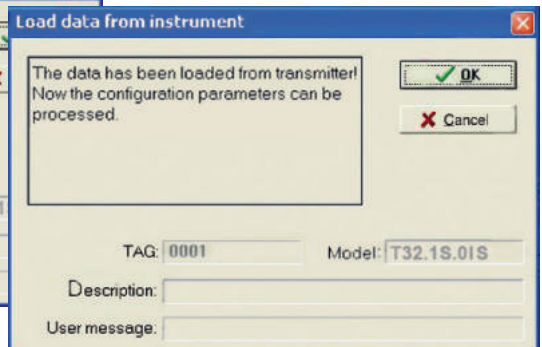 Load data from instrument
The data has been loaded from transmitter!
Now the configuration parameters can be
processed.
OK
Cancel
TAG: 0001
Model: T32.1S.0IS
Description:
User message: